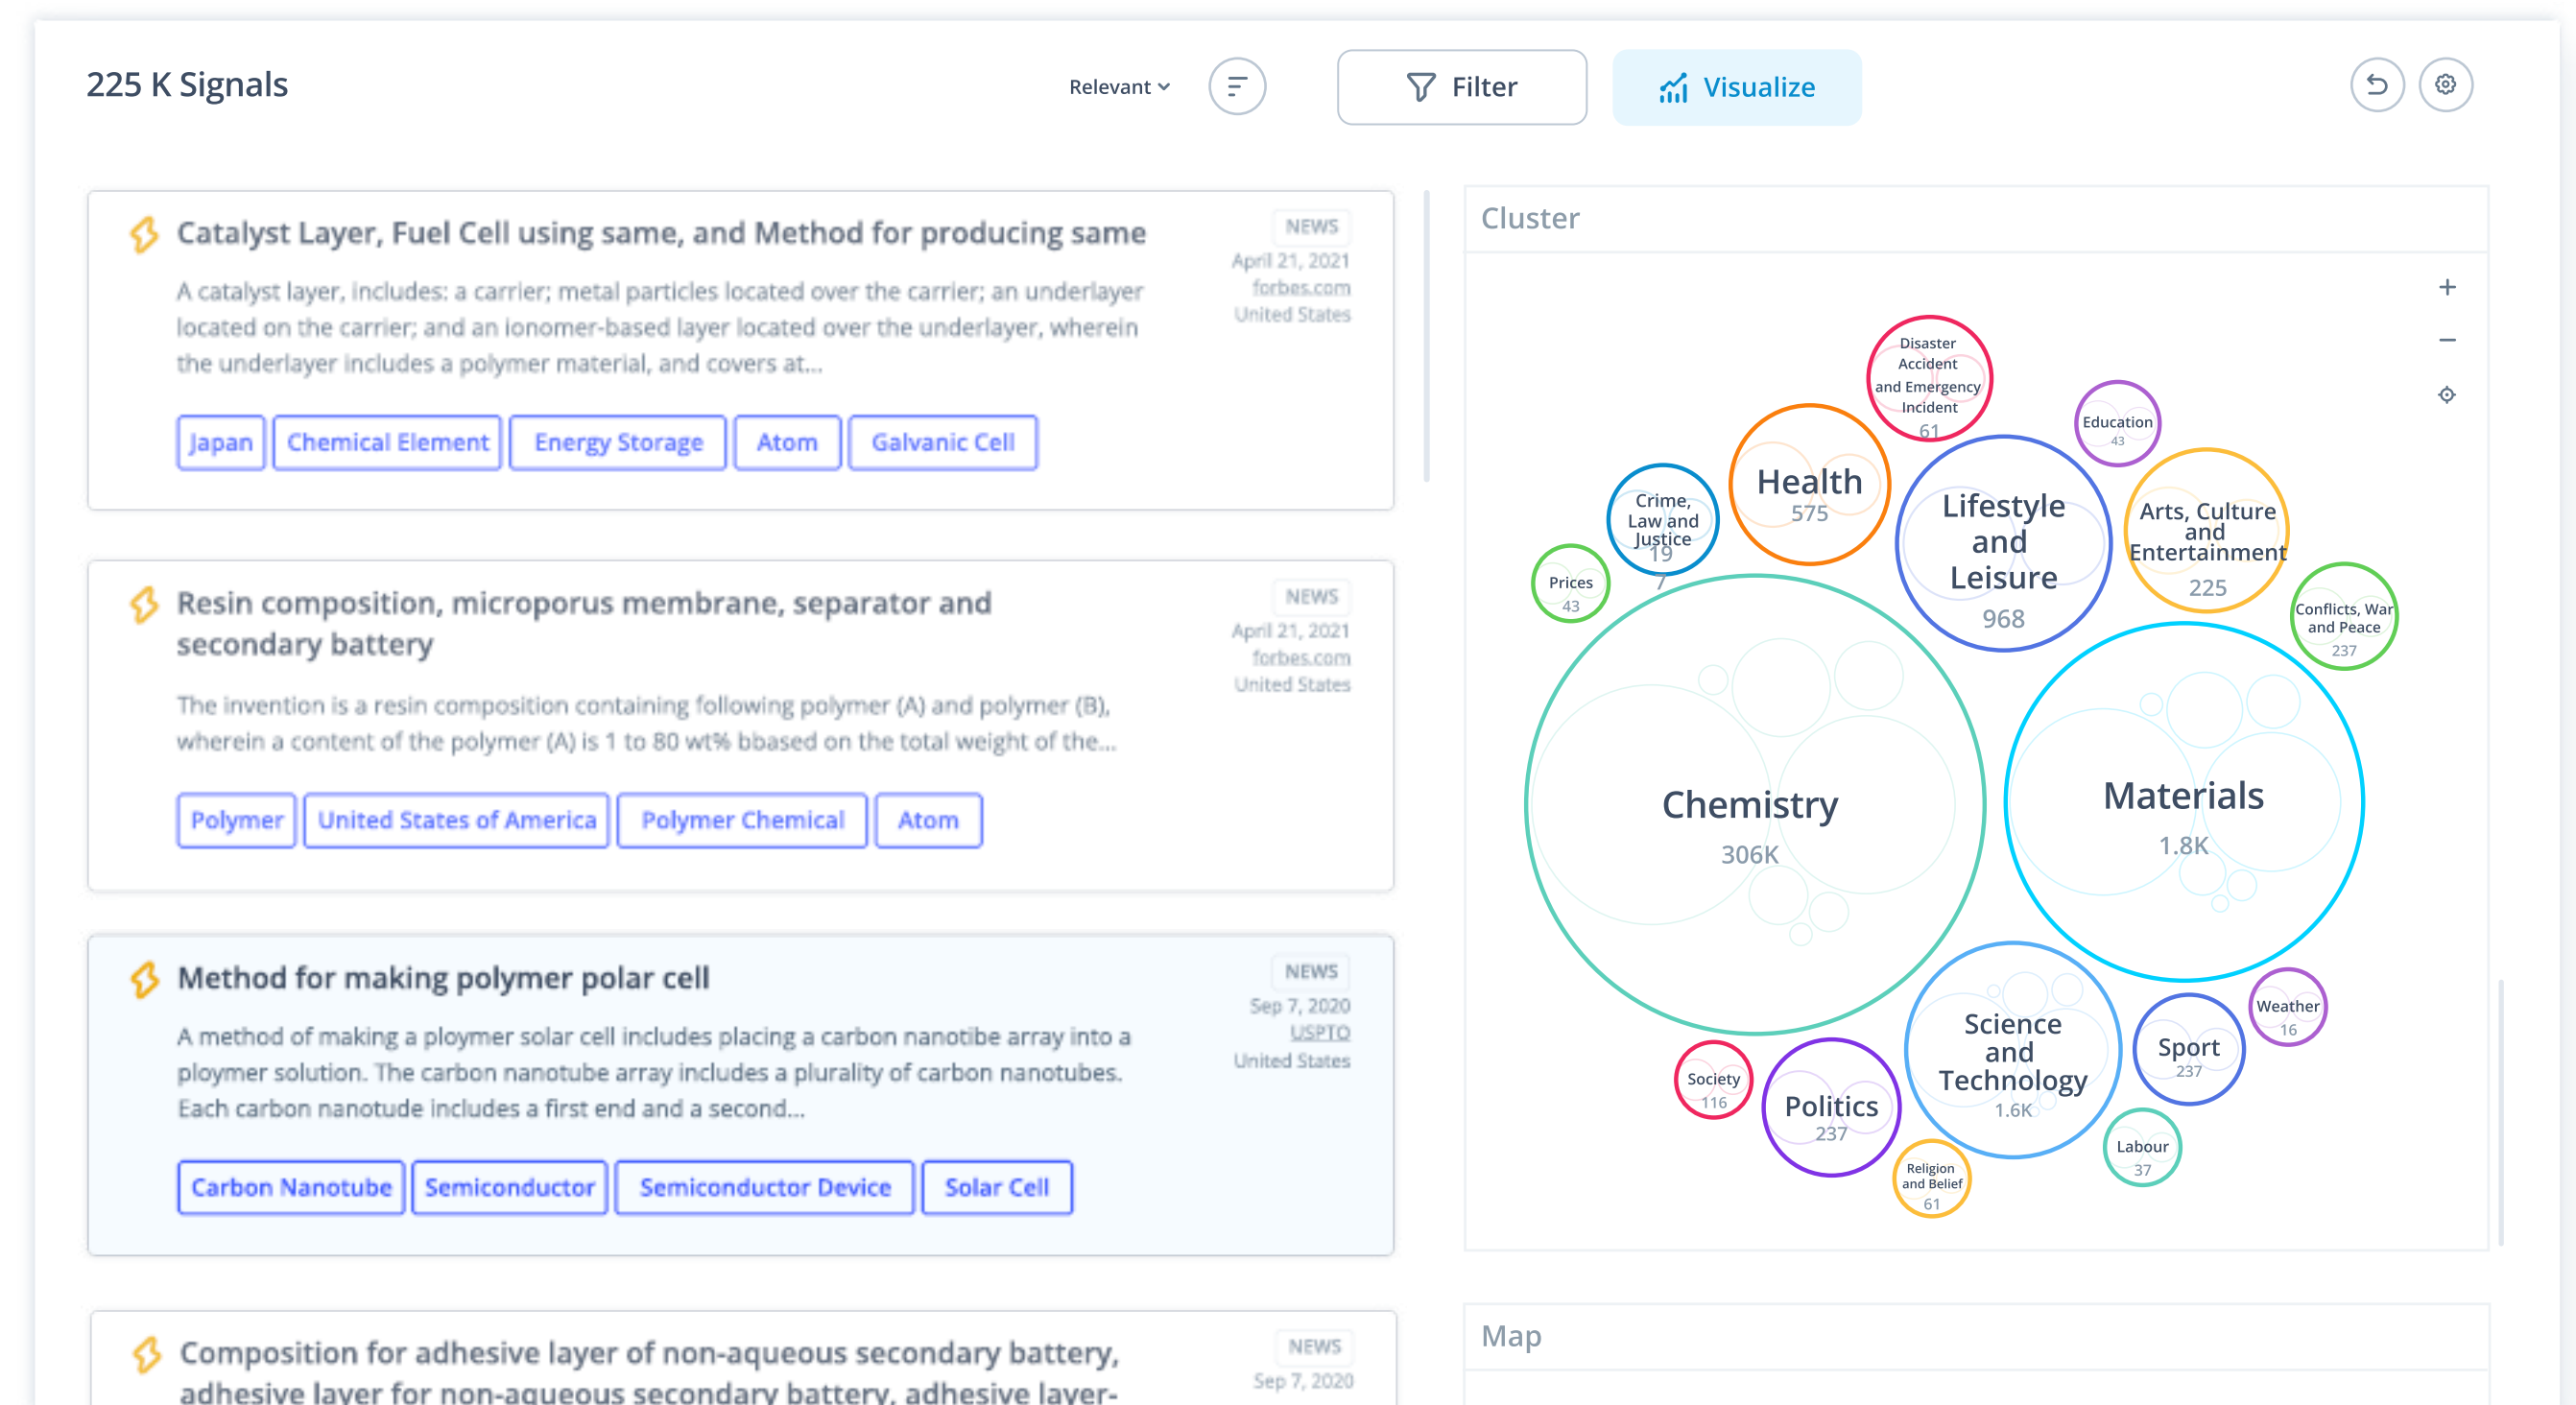 225 K Signals
Relevant
Filter
Visualize
Catalyst Layer, Fuel Cell using same, and Method for producing same
NEWS
April 21, 2021
forbes.com
United States
A catalyst layer, includes: a carrier; metal particles located over the carrier; an underlayer
located on the carrier; and an ionomer-based layer located over the underlayer, wherein
the underlayer includes a polymer material, and covers at...
Japan
Chemical Element
Energy Storage
Atom
Galvanic Cell
Resin composition, microporus membrane, separator and
secondary battery
NEWS
April 21, 2021
forbes.com
United States
The invention is a resin composition containing following polymer (A) and polymer (B),
wherein a content of the polymer (A) is 1 to 80 wt% bbased on the total weight of the...
Polymer
United States of America
Polymer Chemical
Atom
Method for making polymer polar cell
NEWS
Sep 7, 2020
USPTO
United States
A method of making a ploymer solar cell includes placing a carbon nanotibe array into a
ploymer solution. The carbon nanotube array includes a plurality of carbon nanotubes.
Each carbon nanotude includes a first end and a second...
Carbon Nanotube
Semiconductor
Semiconductor Device
Solar Cell
Composition for adhesive layer of non-aqueous secondary battery,
adhesive layer for non-aqueous secondary battery, adhesive layer-
NEWS
Sep 7, 2020
Cluster
Disaster
Accident
and Emergency
Incident
61
Education
43
Health
575
Crime,
Law and
Justice
19
7
Lifestyle
and
Leisure
968
Arts, Culture
and
Entertainment
225
Prices
43
Conflicts, War
and Peace
237
Chemistry
306K
Materials
1.8K
Science
and
Technology
1.6K
Weather
16
Sport
237
Society
116
Politics
237
Labour
37
Religion
and Belief
61
Map